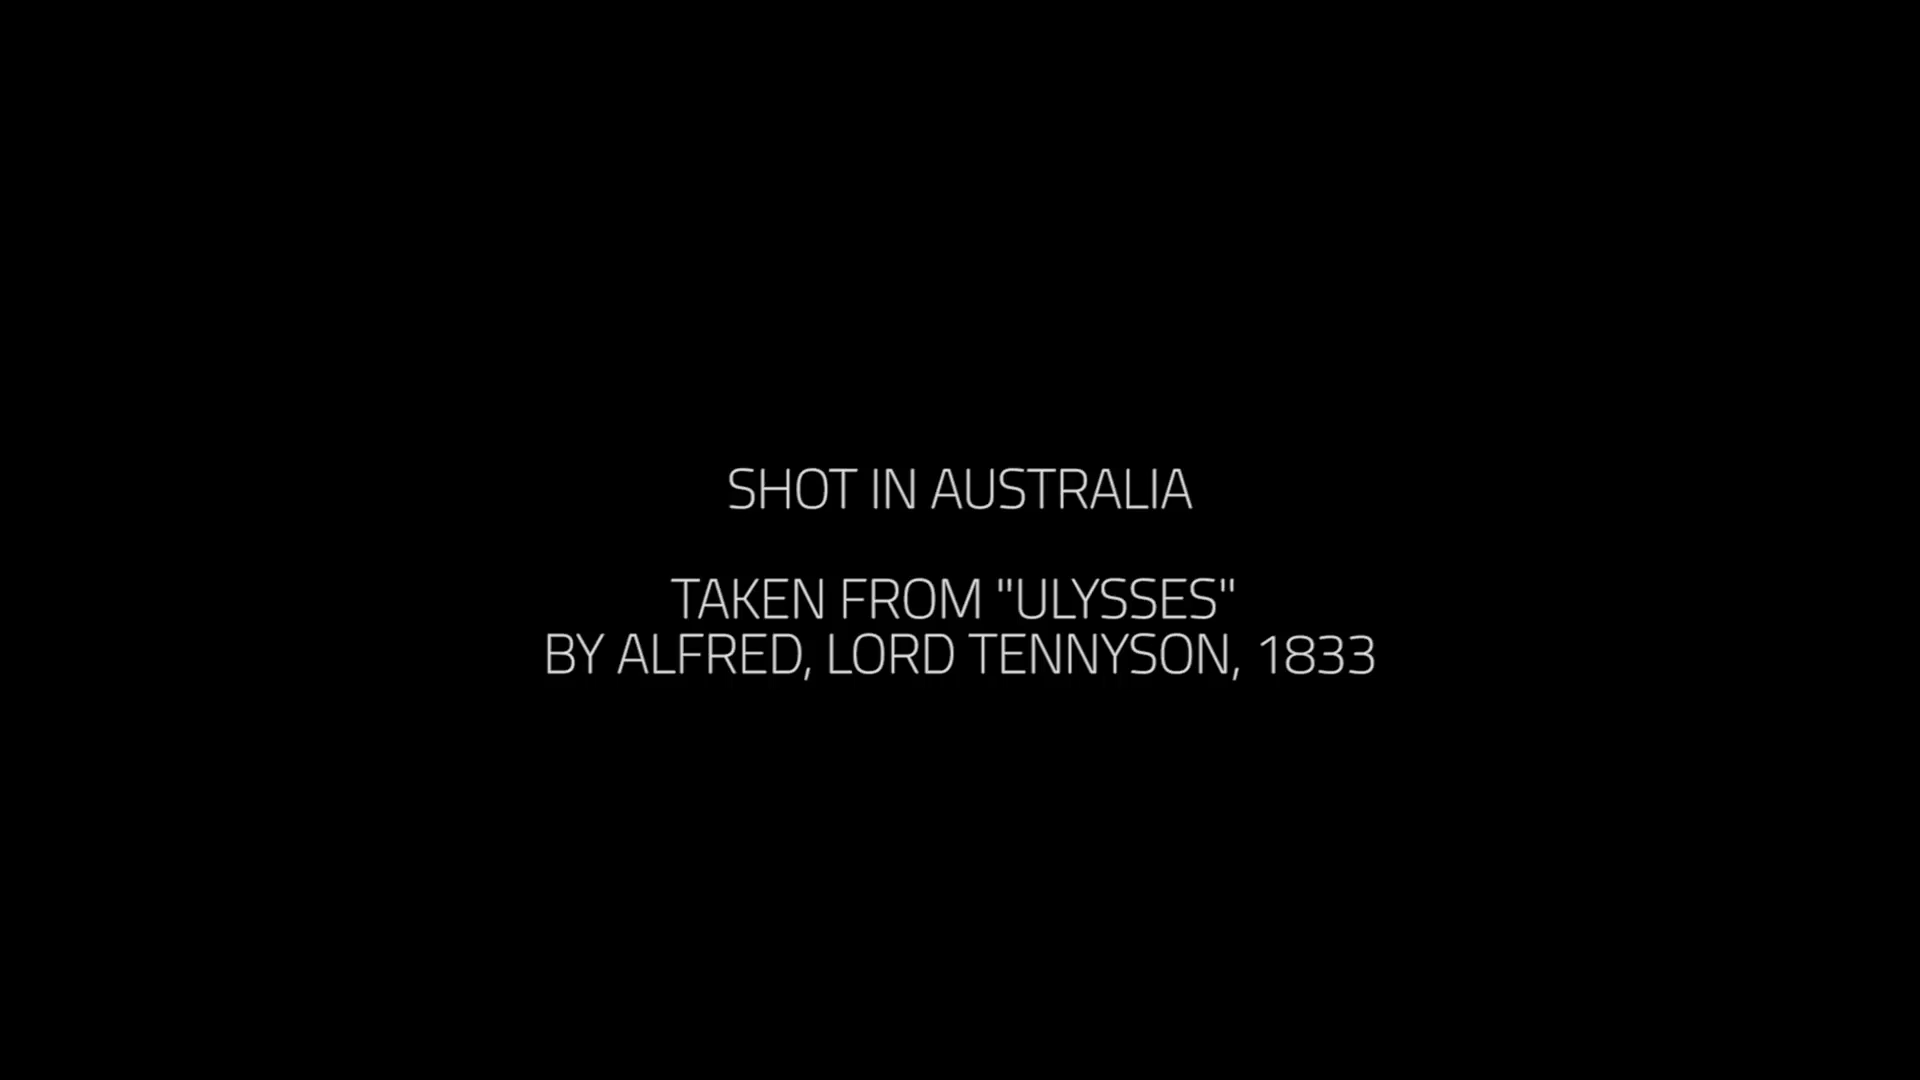 SHOT IN AUSTRALIA
TAKEN FROM "ULYSSES"
BY ALFRED, LORD TENNYSON, 1833